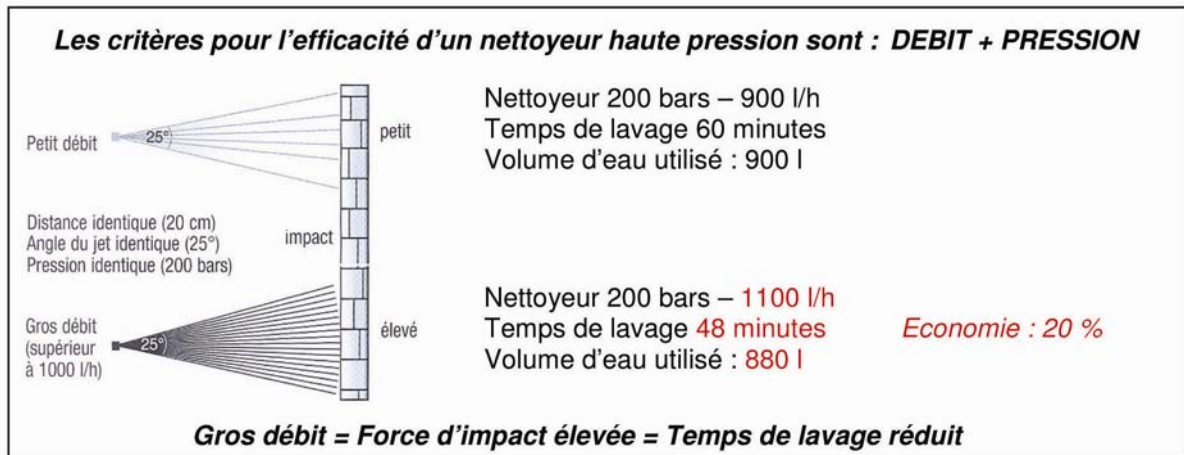 Les critères pour l'efficacité d'un nettoyeur haute pression sont : DEBIT + PRESSION
Petit débit
25°
petit
Nettoyeur 200 bars – 900 l/h
Temps de lavage 60 minutes
Volume d'eau utilisé : 900 l
Distance identique (20 cm)
Angle du jet identique (25°)
Pression identique (200 bars)
impact
Gros débit
(supérieur
à 1000 l/h)
25°
élevé
Nettoyeur 200 bars – 1100 l/h
Temps de lavage 48 minutes
Economie : 20 %
Volume d'eau utilisé : 880 l
Gros débit = Force d'impact élevée = Temps de lavage réduit